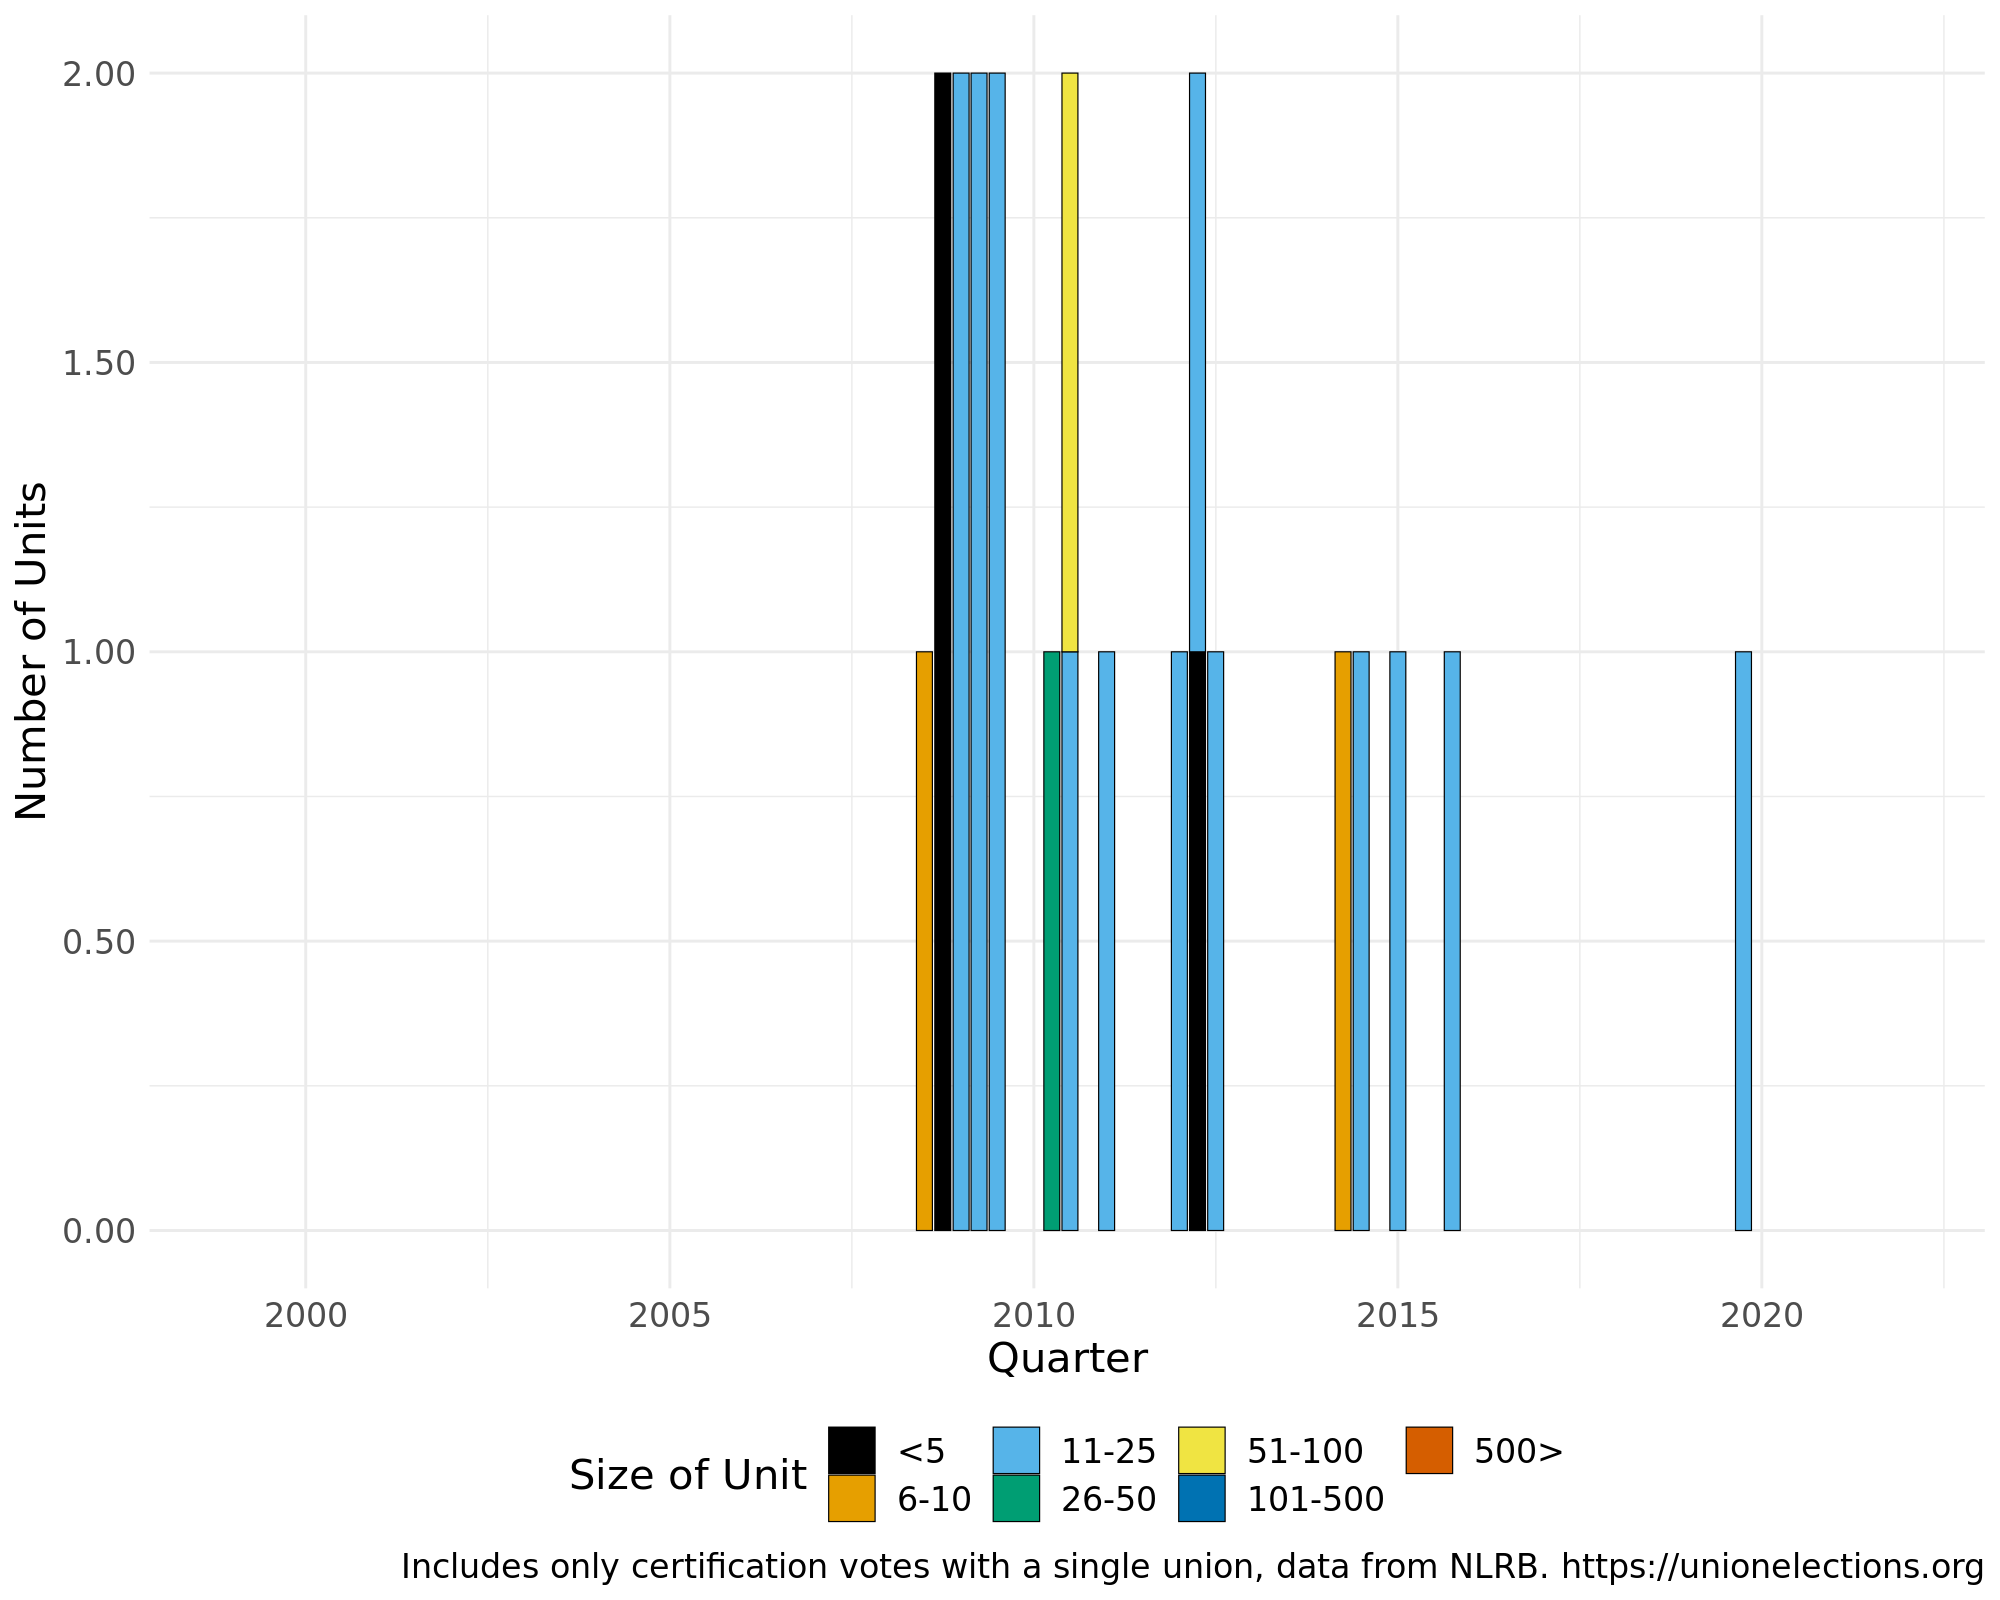 2.00
1.50
1.00
0.50
0.00
Number of Units
2000 2005 2010 2015 2020
Quarter
Size of Unit
<5 11-25 51-100 500>
6-10 26-50 101-500
Includes only certification votes with a single union, data from NLRB. https://unionelections.org